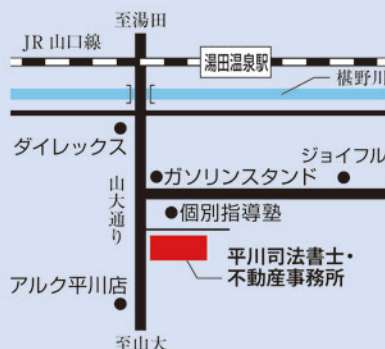 至湯田
JR山口線
湯田温泉駅
椹野川
ダイレックス
ジョイフル
ガソリンスタンド
山大通り
個別指導塾
平川司法書士・
不動産事務所
アルク平川店
至山大